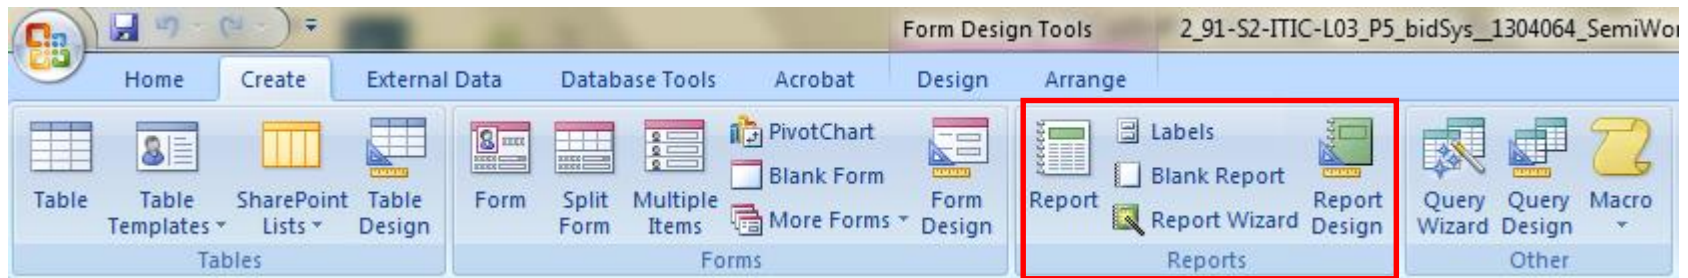 Form Design Tools 2_91-S2-ITIC-L03_P5_bidSys__1304064_SemiWor
Home Create External Data Database Tools Acrobat Design Arrange
Table
Table Templates
SharePoint Lists
Table Design
Tables
Form
Split Form
Multiple Items
PivotChart
Blank Form
More Forms
Form Design
Forms
Report
Labels
Blank Report
Report Wizard
Report Design
Reports
Query Wizard
Query Design
Macro
Other